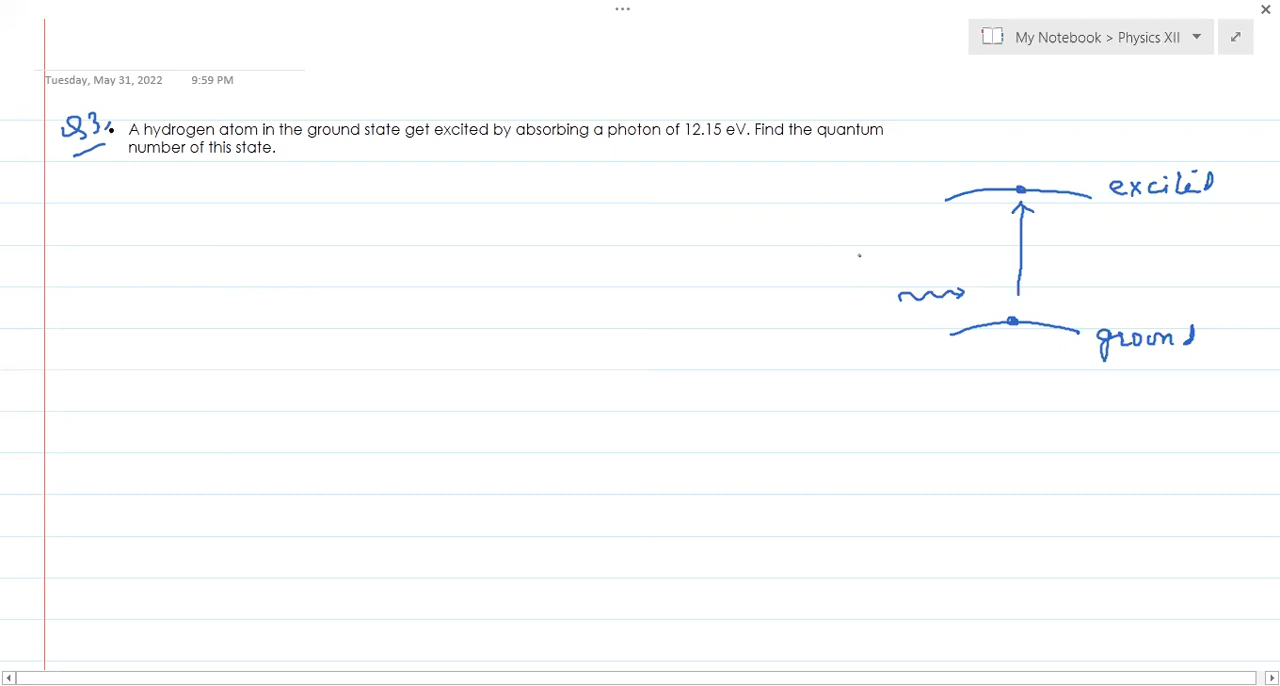 My Notebook > Physics XII
Tuesday, May 31, 2022 9:59 PM
Q3. • A hydrogen atom in the ground state get excited by absorbing a photon of 12.15 eV. Find the quantum
number of this state.
excited
ground